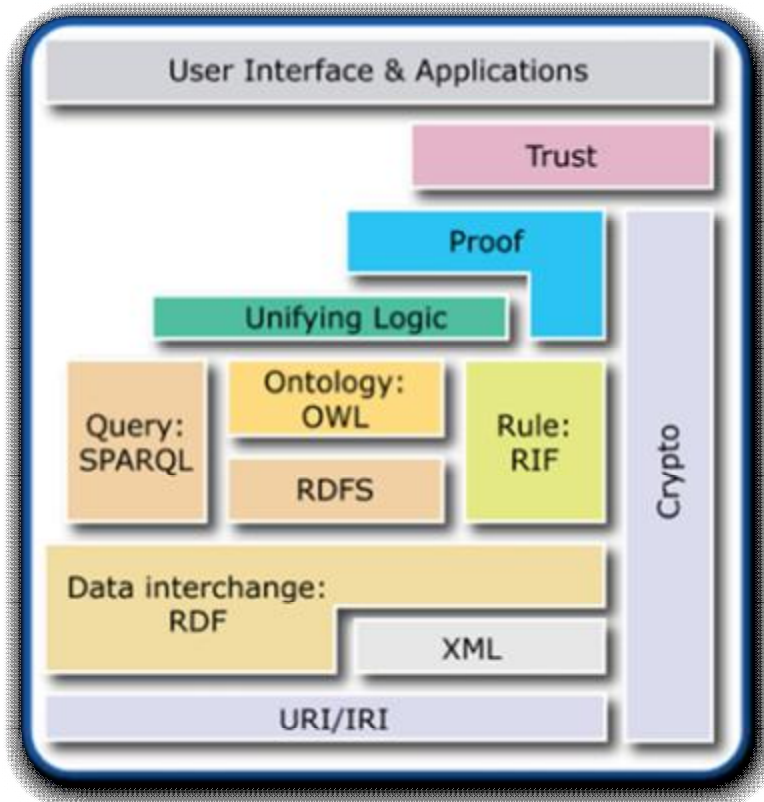 User Interface & Applications
Trust
Proof
Unifying Logic
Query:
SPARQL
Ontology:
OWL
RDFS
Rule:
RIF
Crypto
Data interchange:
RDF
XML
URI/IRI